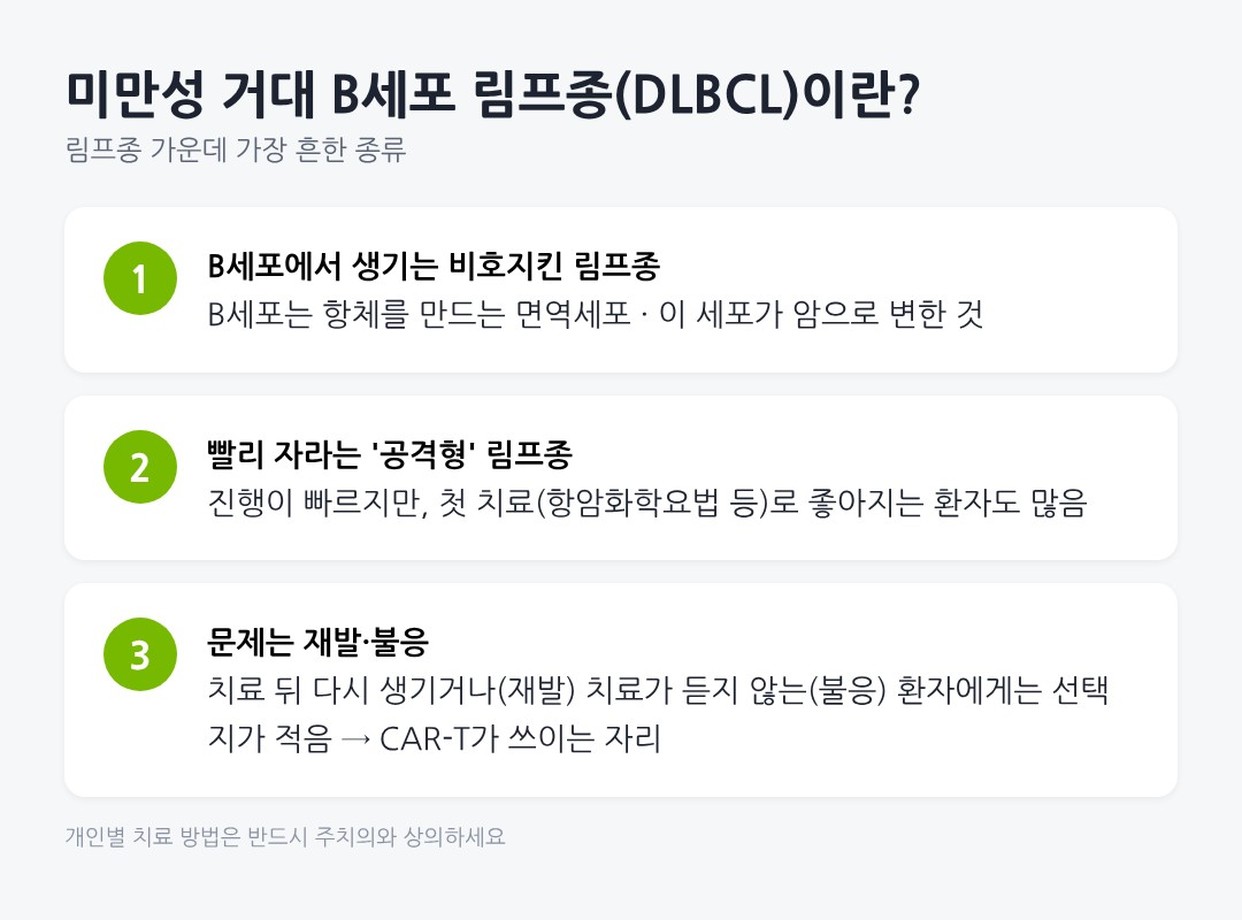 미만성 거대 B세포 림프종(DLBCL)이란?
림프종 가운데 가장 흔한 종류
1
B세포에서 생기는 비호지킨 림프종
B세포는 항체를 만드는 면역세포 · 이 세포가 암으로 변한 것
2
빨리 자라는 '공격형' 림프종
진행이 빠르지만, 첫 치료(항암화학요법 등)로 좋아지는 환자도 많음
3
문제는 재발·불응
치료 뒤 다시 생기거나(재발) 치료가 듣지 않는(불응) 환자에게는 선택
지가 적음 → CAR-T가 쓰이는 자리
개인별 치료 방법은 반드시 주치의와 상의하세요